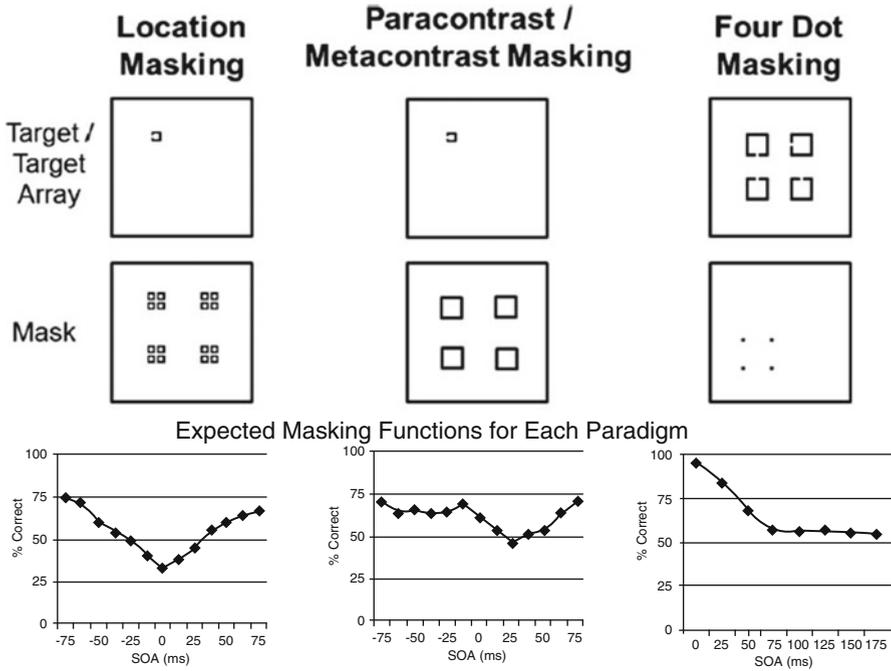 Location
Masking
Paracontrast /
Metacontrast Masking
Four Dot
Masking
Target /
Target
Array
Mask
Expected Masking Functions for Each Paradigm
100
75
50
25
0
% Correct
-75 -50 -25 0 25 50 75
SOA (ms)
100
75
50
25
0
% Correct
-75 -50 -25 0 25 50 75
SOA (ms)
100
75
50
25
0
% Correct
0 25 50 75 100 125 150 175
SOA (ms)